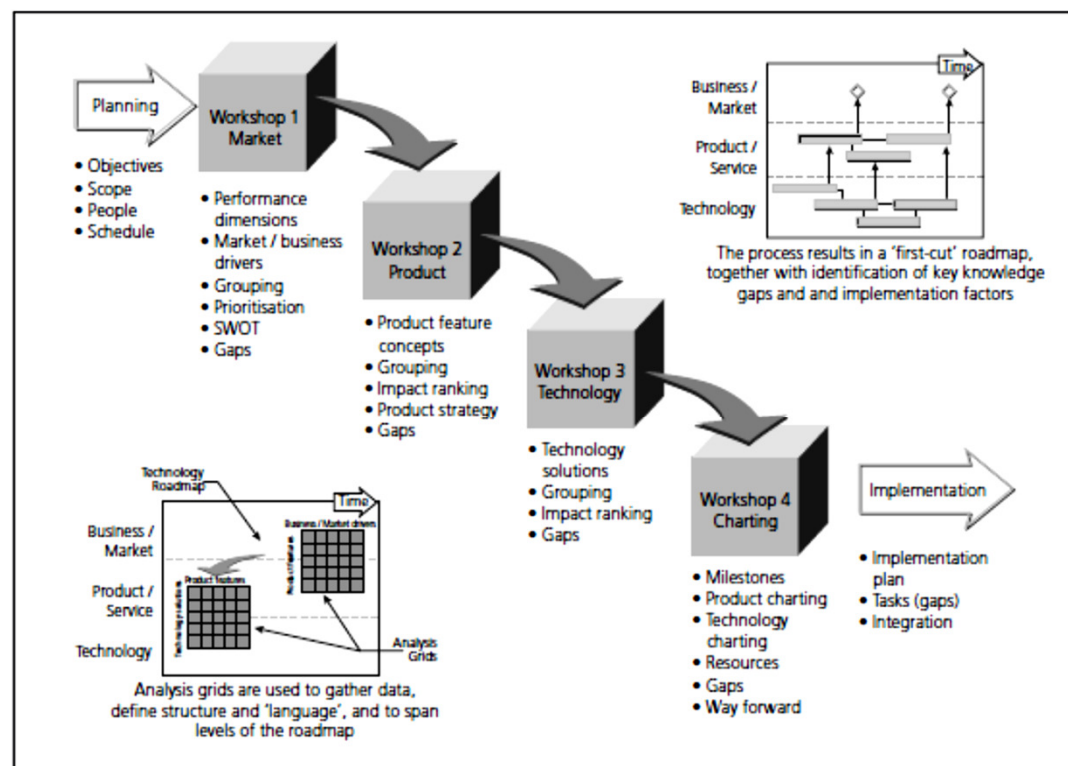 Planning
• Objectives
• Scope
• People
• Schedule
Workshop 1
Market
• Performance
dimensions
• Market / business
drivers
• Grouping
• Prioritisation
• SWOT
• Gaps
Workshop 2
Product
• Product feature
concepts
• Grouping
• Impact ranking
• Product strategy
• Gaps
Workshop 3
Technology
• Technology
solutions
• Grouping
• Impact ranking
• Gaps
Workshop 4
Charting
• Milestones
• Product charting
• Technology
charting
• Resources
• Gaps
• Way forward
Implementation
• Implementation
plan
• Tasks (gaps)
• Integration
Time
Business /
Market
Product /
Service
Technology
The process results in a 'first-cut' roadmap,
together with identification of key knowledge
gaps and and implementation factors
Technology
Roadmap
Time
Business / Market drivers
Product features
Product features
Technology solutions
Business /
Market
Product /
Service
Technology
Analysis
Grids
Analysis grids are used to gather data,
define structure and 'language', and to span
levels of the roadmap